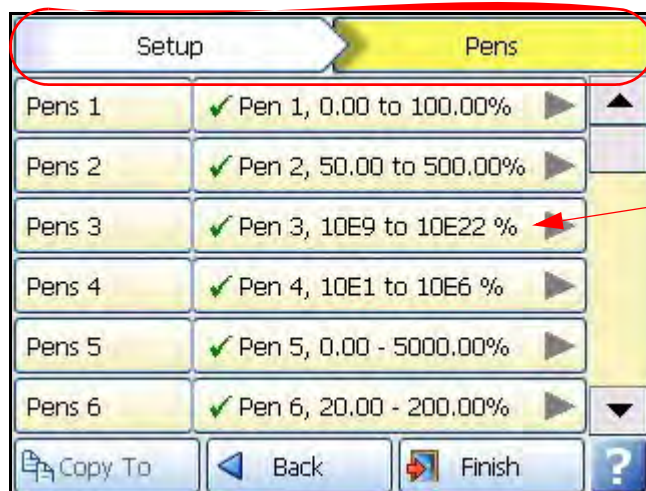 Setup Pens
Pens 1 Pen 1, 0.00 to 100.00%
Pens 2 Pen 2, 50.00 to 500.00%
Pens 3 Pen 3, 10E9 to 10E22 %
Pens 4 Pen 4, 10E1 to 10E6 %
Pens 5 Pen 5, 0.00 - 5000.00%
Pens 6 Pen 6, 20.00 - 200.00%
Copy To Back Finish ?